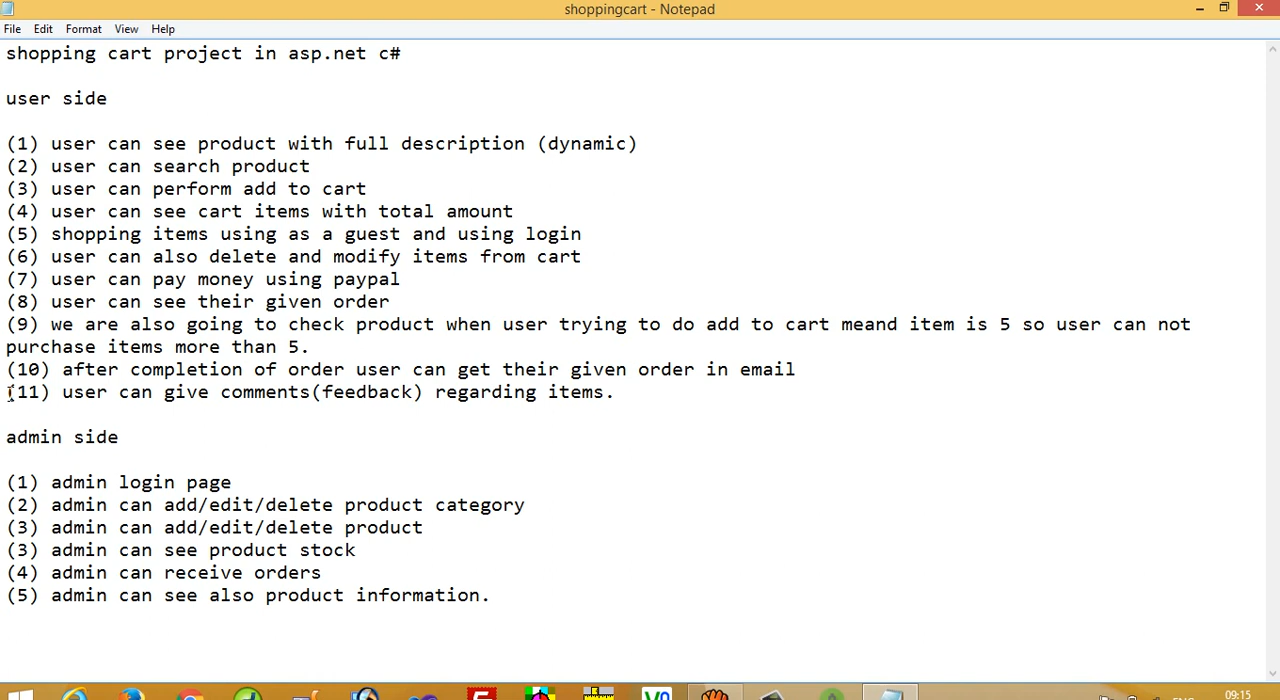 shoppingcart - Notepad
File Edit Format View Help
shopping cart project in asp.net c#
user side
(1) user can see product with full description (dynamic)
(2) user can search product
(3) user can perform add to cart
(4) user can see cart items with total amount
(5) shopping items using as a guest and using login
(6) user can also delete and modify items from cart
(7) user can pay money using paypal
(8) user can see their given order
(9) we are also going to check product when user trying to do add to cart meand item is 5 so user can not
purchase items more than 5.
(10) after completion of order user can get their given order in email
(11) user can give comments(feedback) regarding items.
admin side
(1) admin login page
(2) admin can add/edit/delete product category
(3) admin can add/edit/delete product
(3) admin can see product stock
(4) admin can receive orders
(5) admin can see also product information.
09:15